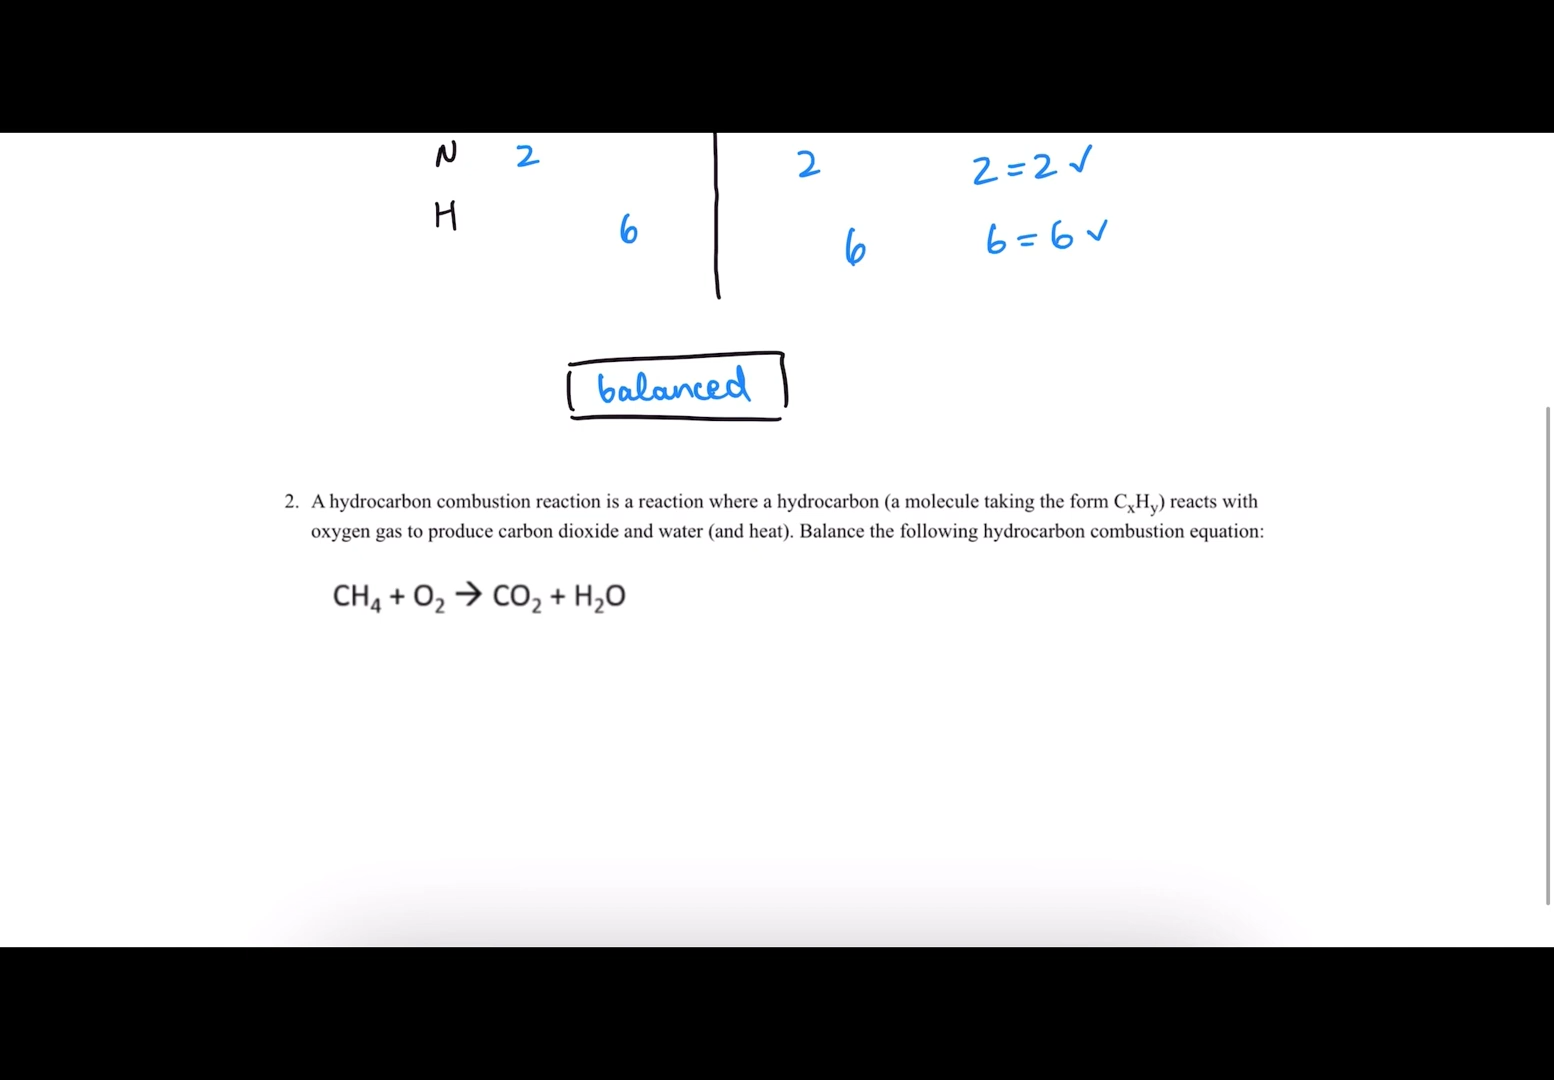 N 2 2 2=2 ✓
H 6 6 6=6 ✓
balanced
2. A hydrocarbon combustion reaction is a reaction where a hydrocarbon (a molecule taking the form CₓHᵧ) reacts with
oxygen gas to produce carbon dioxide and water (and heat). Balance the following hydrocarbon combustion equation:
CH₄ + O₂ → CO₂ + H₂O